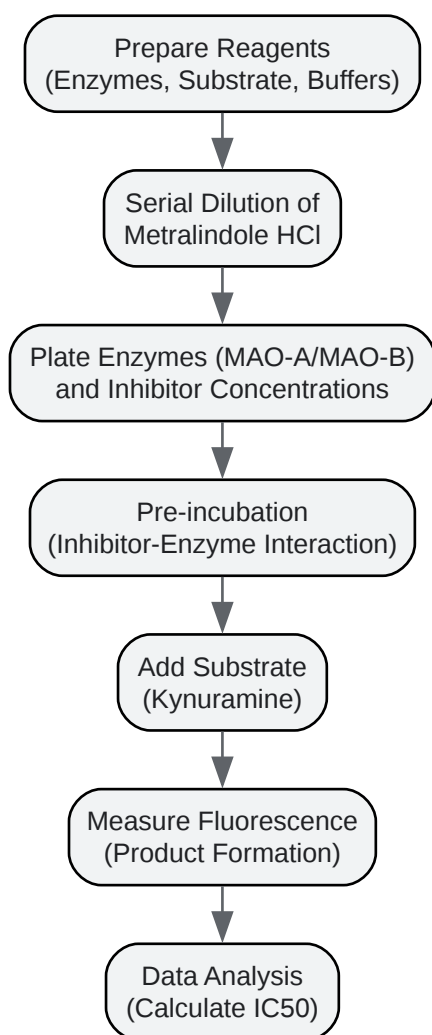 Prepare Reagents
(Enzymes, Substrate, Buffers)
Serial Dilution of
Metralindole HCl
Plate Enzymes (MAO-A/MAO-B)
and Inhibitor Concentrations
Pre-incubation
(Inhibitor-Enzyme Interaction)
Add Substrate
(Kynuramine)
Measure Fluorescence
(Product Formation)
Data Analysis
(Calculate IC50)